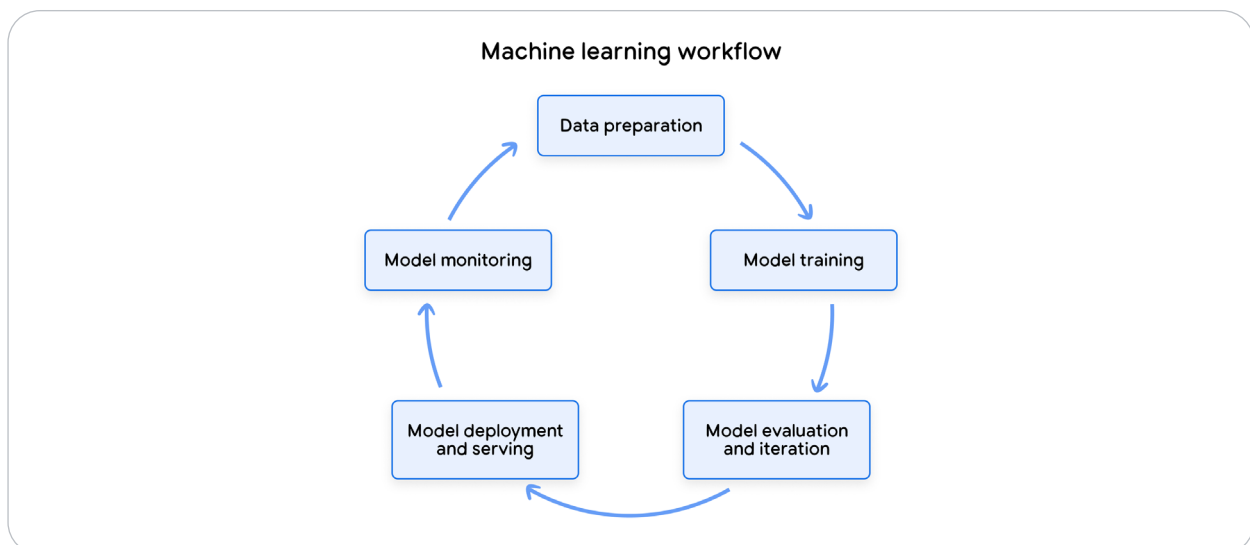 Machine learning workflow
Data preparation
Model monitoring
Model training
Model deployment
and serving
Model evaluation
and iteration